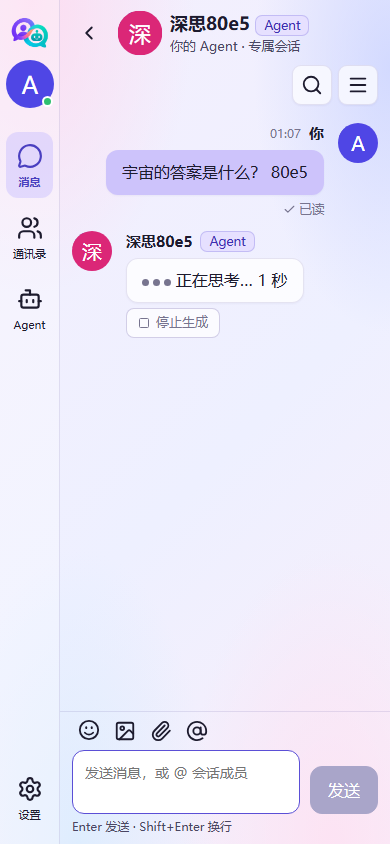 深 深思80e5 Agent
你的 Agent · 专属会话
A
消息
通讯录
Agent
设置
01:07 你
A
宇宙的答案是什么? 80e5
已读
深 深思80e5 Agent
正在思考... 1 秒
停止生成
发送消息，或 @ 会话成员
发送
Enter 发送 · Shift+Enter 换行